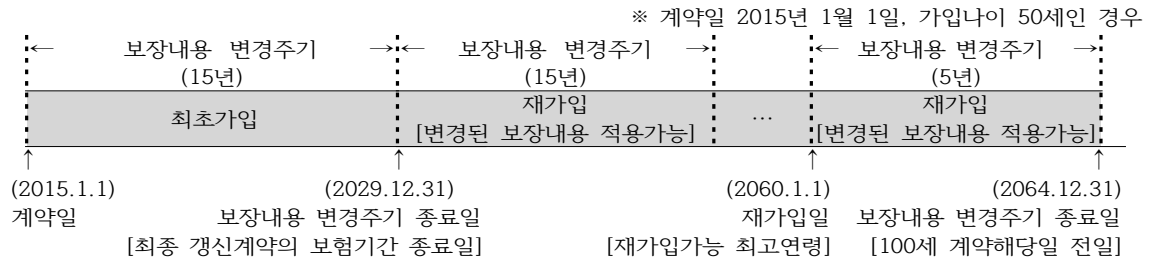 ※ 계약일 2015년 1월 1일, 가입나이 50세인 경우
← 보장내용 변경주기 → ← 보장내용 변경주기 → ← 보장내용 변경주기 →
(15년) (15년) (5년)
최초가입 재가입 … 재가입
[변경된 보장내용 적용가능] [변경된 보장내용 적용가능]
↑ ↑ ↑ ↑
(2015.1.1) (2029.12.31) (2060.1.1) (2064.12.31)
계약일 보장내용 변경주기 종료일 재가입일 보장내용 변경주기 종료일
[최종 갱신계약의 보험기간 종료일] [재가입가능 최고연령] [100세 계약해당일 전일]